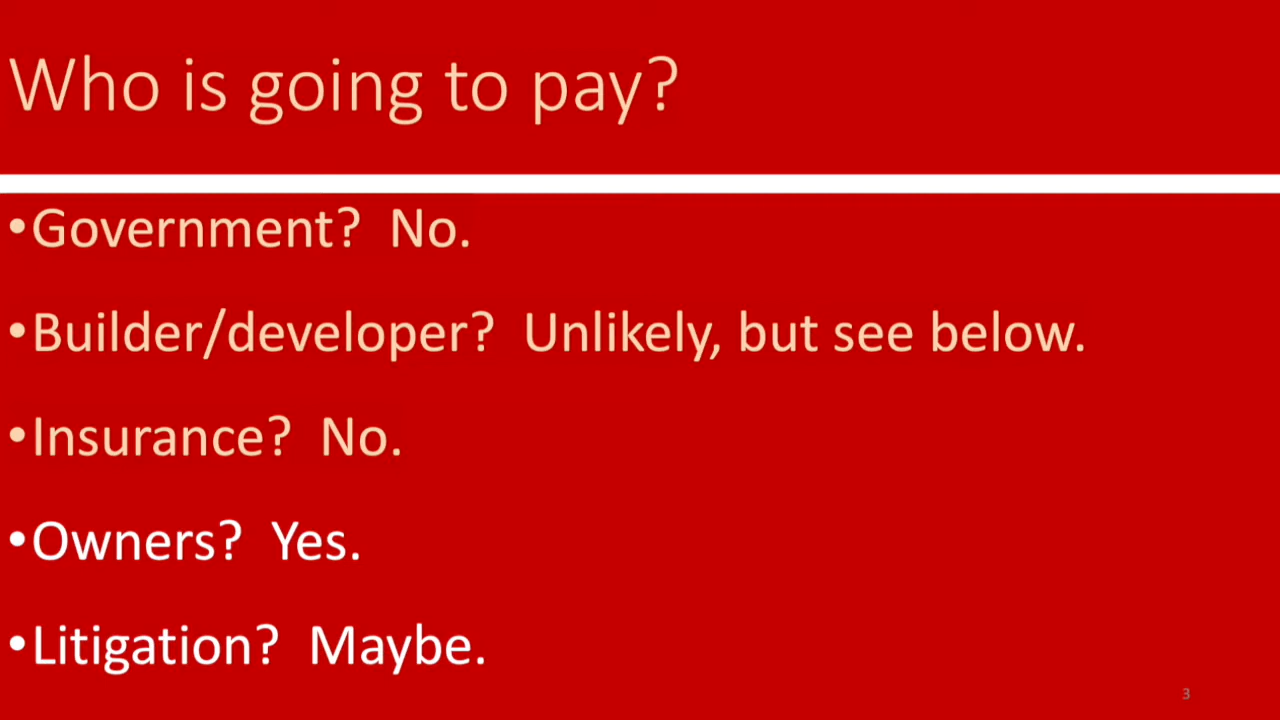 Who is going to pay?
•Government? No.
•Builder/developer? Unlikely, but see below.
•Insurance? No.
•Owners? Yes.
•Litigation? Maybe.
3